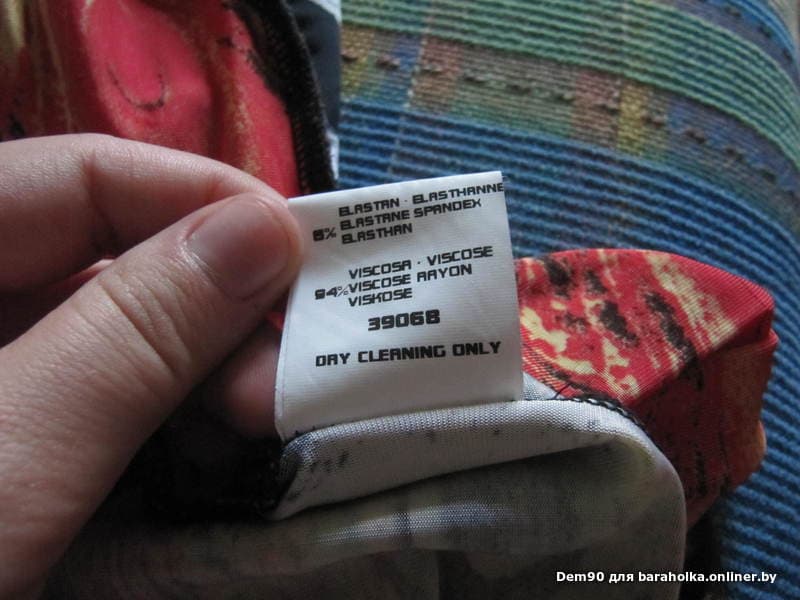 ELASTAN · ELASTHANNE
6% ELASTANE SPANDEX
ELASTHAN
VISCOSA · VISCOSE
94% VISCOSE RAYON
VISKOSE
39068
DRY CLEANING ONLY
Dem90 для baraholka.onliner.by